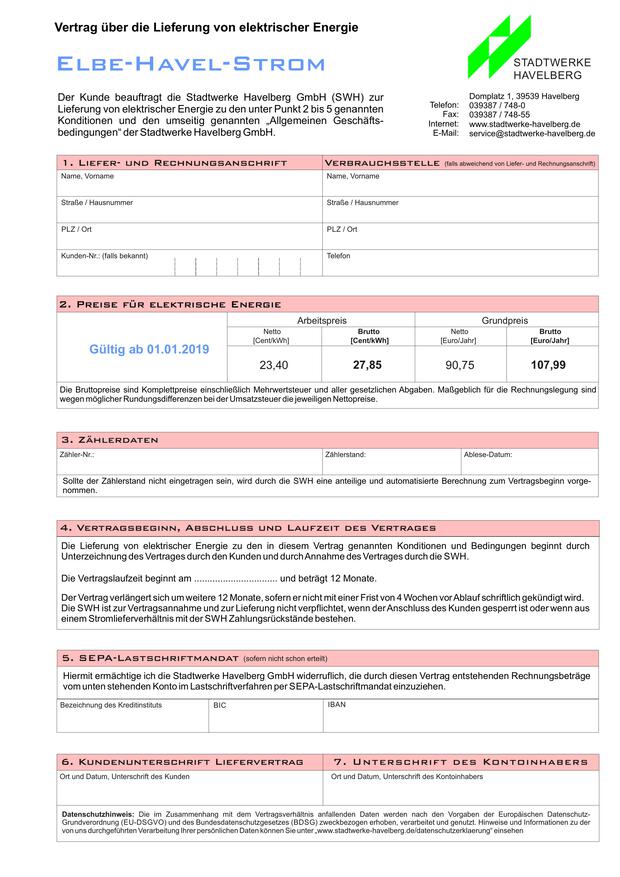 Vertrag über die Lieferung von elektrischer Energie
Elbe-Havel-Strom
STADTWERKE
HAVELBERG
Der Kunde beauftragt die Stadtwerke Havelberg GmbH (SWH) zur
Lieferung von elektrischer Energie zu den unter Punkt 2 bis 5 genannten
Konditionen und den umseitig genannten „Allgemeinen Geschäfts-
bedingungen“ der Stadtwerke Havelberg GmbH.
Domplatz 1, 39539 Havelberg
Telefon: 039387 / 748-0
Fax: 039387 / 748-55
Internet: www.stadtwerke-havelberg.de
E-Mail: service@stadtwerke-havelberg.de
1. Liefer- und Rechnungsanschrift
Verbrauchsstelle (falls abweichend von Liefer- und Rechnungsanschrift)
Name, Vorname Name, Vorname
Straße / Hausnummer Straße / Hausnummer
PLZ / Ort PLZ / Ort
Kunden-Nr.: (falls bekannt) Telefon
2. Preise für elektrische Energie
Gültig ab 01.01.2019
Arbeitspreis Grundpreis
Netto Brutto Netto Brutto
[Cent/kWh] [Cent/kWh] [Euro/Jahr] [Euro/Jahr]
23,40 27,85 90,75 107,99
Die Bruttopreise sind Komplettpreise einschließlich Mehrwertsteuer und aller gesetzlichen Abgaben. Maßgeblich für die Rechnungslegung sind
wegen möglicher Rundungsdifferenzen bei der Umsatzsteuer die jeweiligen Nettopreise.
3. Zählerdaten
Zähler-Nr.: Zählerstand: Ablese-Datum:
Sollte der Zählerstand nicht eingetragen sein, wird durch die SWH eine anteilige und automatisierte Berechnung zum Vertragsbeginn vorge-
nommen.
4. Vertragsbeginn, Abschluss und Laufzeit des Vertrages
Die Lieferung von elektrischer Energie zu den in diesem Vertrag genannten Konditionen und Bedingungen beginnt durch
Unterzeichnung des Vertrages durch den Kunden und durch Annahme des Vertrages durch die SWH.
Die Vertragslaufzeit beginnt am ............................... und beträgt 12 Monate.
Der Vertrag verlängert sich um weitere 12 Monate, sofern er nicht mit einer Frist von 4 Wochen vor Ablauf schriftlich gekündigt wird.
Die SWH ist zur Vertragsannahme und zur Lieferung nicht verpflichtet, wenn der Anschluss des Kunden gesperrt ist oder wenn aus
einem Stromlieferverhältnis mit der SWH Zahlungsrückstände bestehen.
5. SEPA-Lastschriftmandat (sofern nicht schon erteilt)
Hiermit ermächtige ich die Stadtwerke Havelberg GmbH widerruflich, die durch diesen Vertrag entstehenden Rechnungsbeträge
vom unten stehenden Konto im Lastschriftverfahren per SEPA-Lastschriftmandat einzuziehen.
Bezeichnung des Kreditinstituts BIC IBAN
6. Kundenunterschrift Liefervertrag
7. Unterschrift des Kontoinhabers
Ort und Datum, Unterschrift des Kunden Ort und Datum, Unterschrift des Kontoinhabers
Datenschutzhinweis: Die im Zusammenhang mit dem Vertragsverhältnis anfallenden Daten werden nach den Vorgaben der Europäischen Datenschutz-
Grundverordnung (EU-DSGVO) und des Bundesdatenschutzgesetzes (BDSG) zweckbezogen erhoben, verarbeitet und genutzt. Hinweise und Informationen zu der
von uns durchgeführten Verarbeitung Ihrer persönlichen Daten können Sie unter „www.stadtwerke-havelberg.de/datenschutzerklaerung“ einsehen